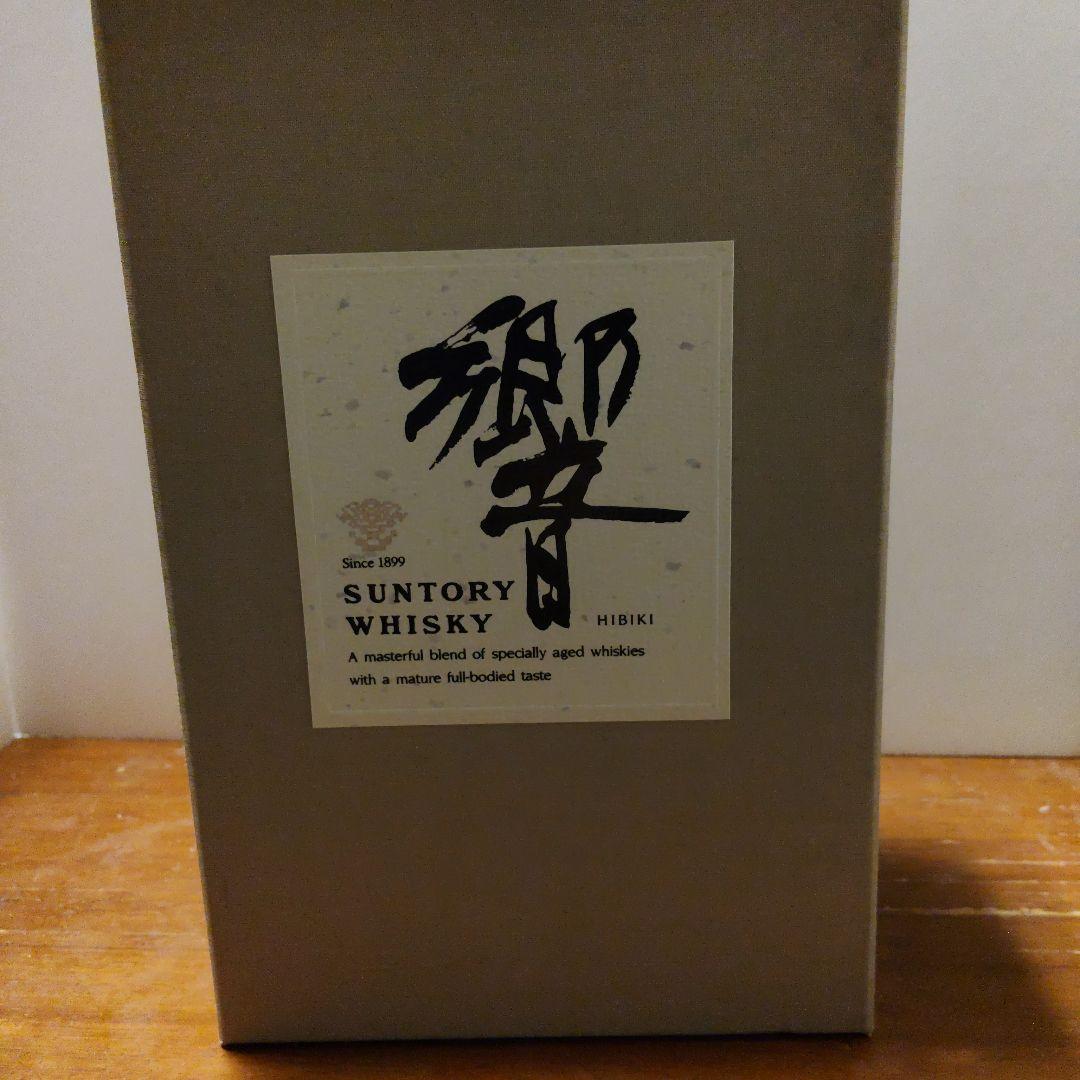 響
Since 1899
SUNTORY
WHISKY
HIBIKI
A masterful blend of specially aged whiskies
with a mature full-bodied taste